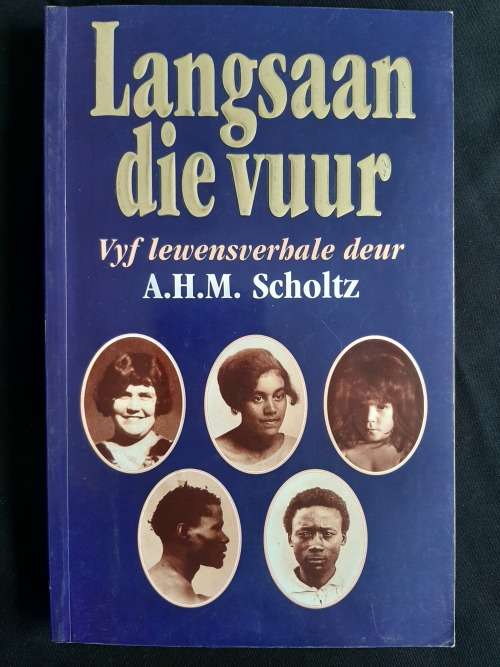 Langsaan
die vuur
Vyf lewensverhale deur
A.H.M. Scholtz